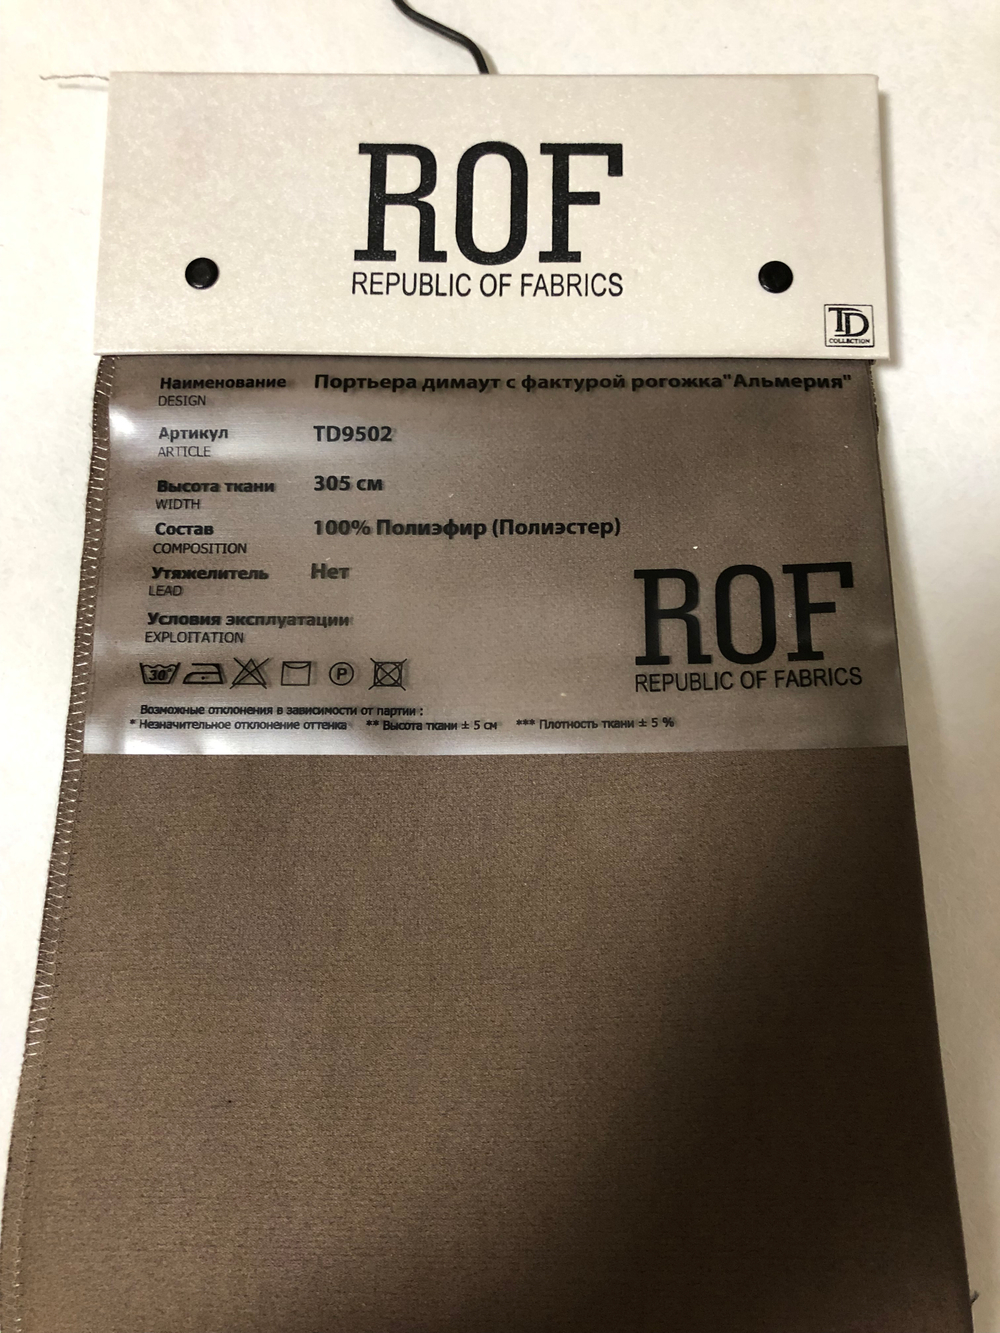 ROF
REPUBLIC OF FABRICS
TD
COLLECTION
Наименование Портьера димаут с фактурой рогожка"Альмерия"
DESIGN
Артикул TD9502
ARTICLE
Высота ткани 305 см
WIDTH
Состав 100% Полиэфир (Полиэстер)
COMPOSITION
Утяжелитель Нет
LEAD
Условия эксплуатации
EXPLOITATION
30° P
ROF
REPUBLIC OF FABRICS
Возможные отклонения в зависимости от партии :
* Незначительное отклонение оттенка ** Высота ткани ± 5 см *** Плотность ткани ± 5 %